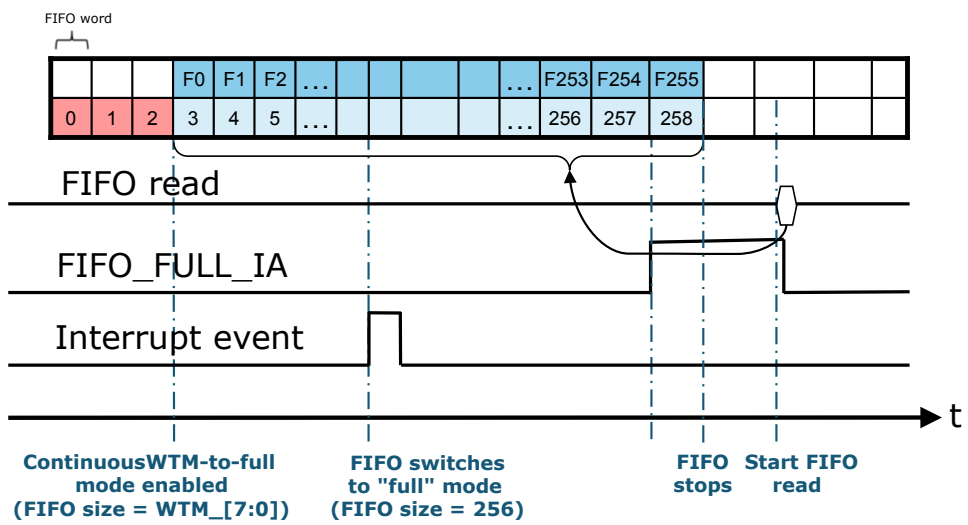 FIFO word
F0 F1 F2 ... ... F253 F254 F255
0 1 2 3 4 5 ... ... 256 257 258
FIFO read
FIFO_FULL_IA
Interrupt event
t
ContinuousWTM-to-full
mode enabled
(FIFO size = WTM_[7:0])
FIFO switches
to "full" mode
(FIFO size = 256)
FIFO
stops
Start FIFO
read